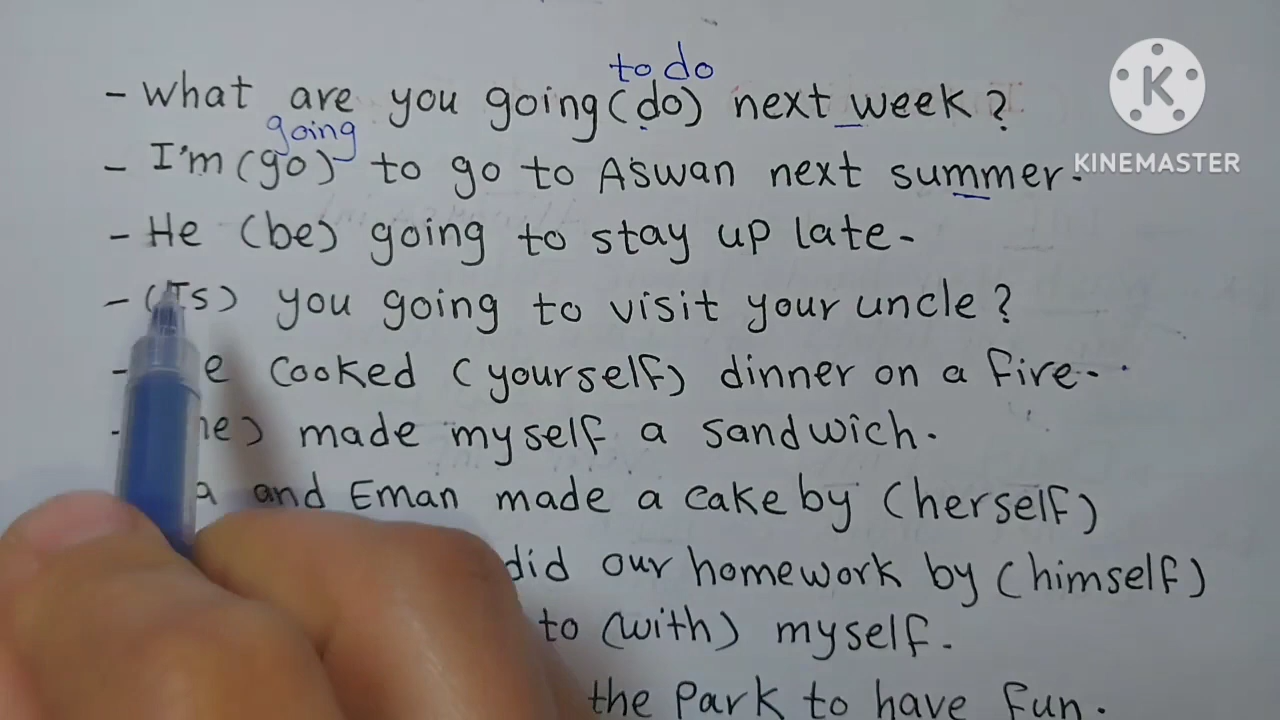 to do
- What are you going (do) next week?
going
- I'm (go) to go to Aswan next summer.
- He (be) going to stay up late.
- (Is) you going to visit your uncle?
- e cooked (yourself) dinner on a fire.
- he) made myself a sandwich.
a and Eman made a cake by (herself)
did our homework by (himself)
to (with) myself.
the Park to have fun.
K
KINEMASTER